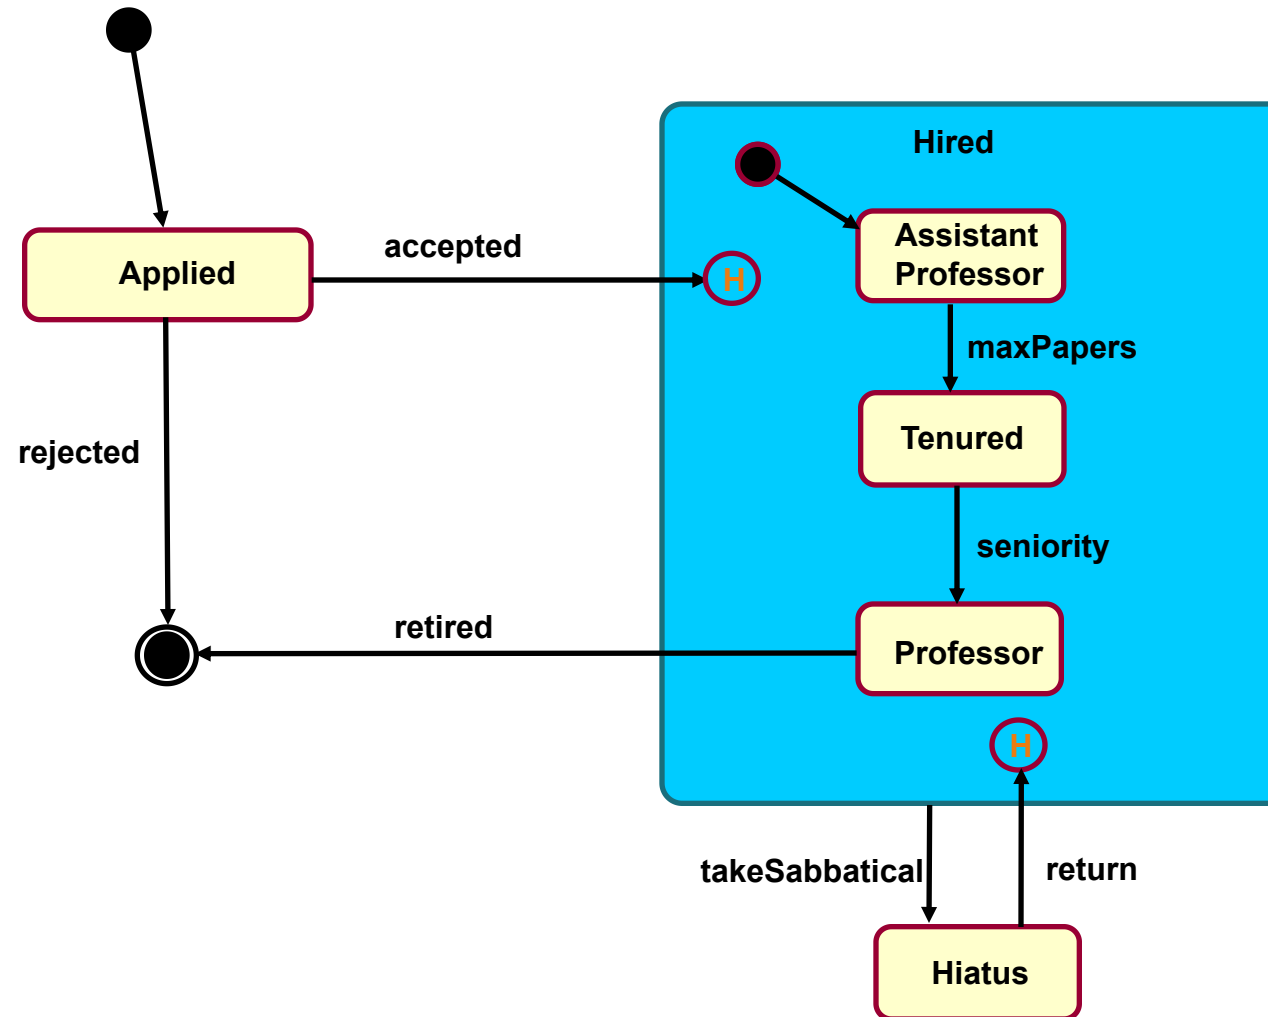 Hired
Assistant
Professor
accepted
Applied
H
maxPapers
Tenured
rejected
seniority
retired
Professor
H
takeSabbatical
return
Hiatus